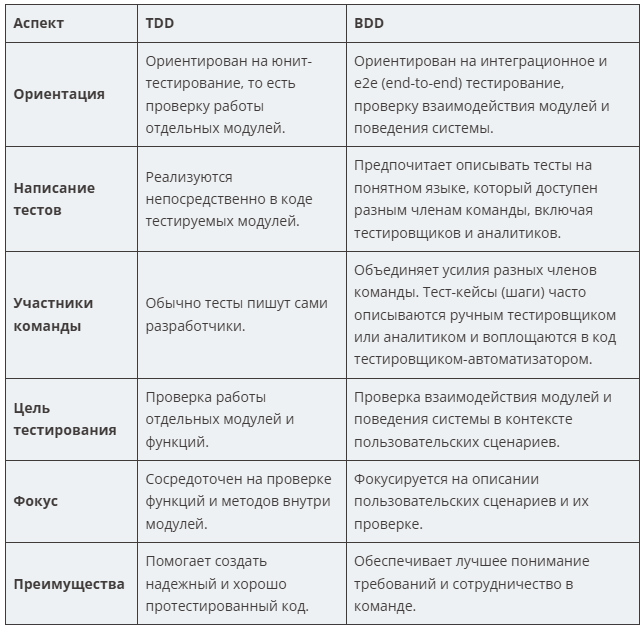 Аспект
TDD
BDD
Ориентация
Ориентирован на юнит-
тестирование, то есть
проверку работы
отдельных модулей.
Ориентирован на интеграционное и
e2e (end-to-end) тестирование,
проверку взаимодействия модулей и
поведения системы.
Написание
тестов
Реализуются
непосредственно в коде
тестируемых модулей.
Предпочитает описывать тесты на
понятном языке, который доступен
разным членам команды, включая
тестировщиков и аналитиков.
Участники
команды
Обычно тесты пишут сами
разработчики.
Объединяет усилия разных членов
команды. Тест-кейсы (шаги) часто
описываются ручным тестировщиком
или аналитиком и воплощаются в код
тестировщиком-автоматизатором.
Цель
тестирования
Проверка работы
отдельных модулей и
функций.
Проверка взаимодействия модулей и
поведения системы в контексте
пользовательских сценариев.
Фокус
Сосредоточен на проверке
функций и методов внутри
модулей.
Фокусируется на описании
пользовательских сценариев и их
проверке.
Преимущества
Помогает создать
надежный и хорошо
протестированный код.
Обеспечивает лучшее понимание
требований и сотрудничество в
команде.